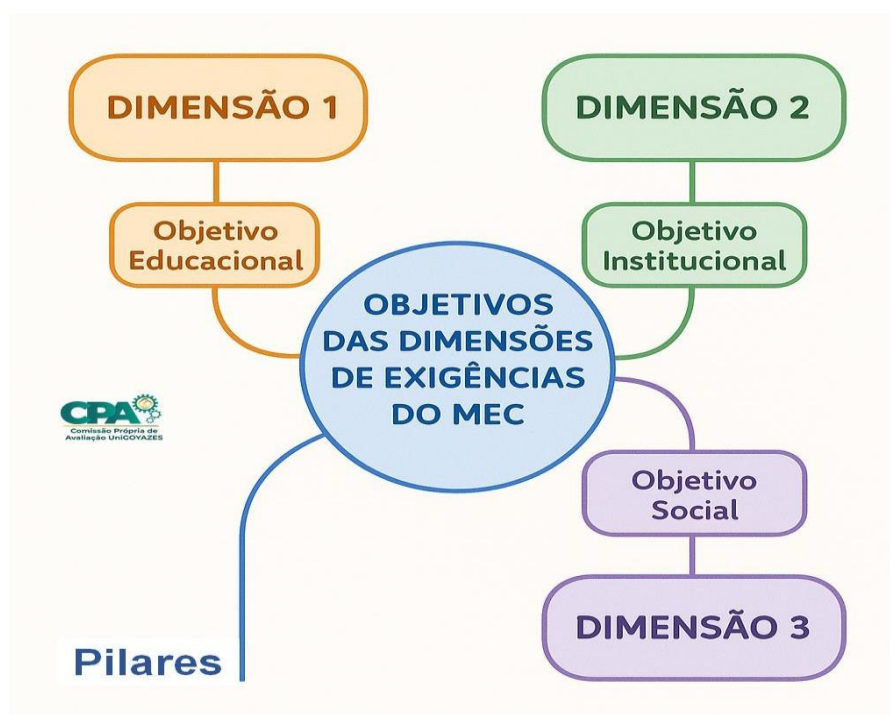 DIMENSÃO 1
Objetivo
Educacional
DIMENSÃO 2
Objetivo
Institucional
OBJETIVOS
DAS DIMENSÕES
DE EXIGÊNCIAS
DO MEC
CPA
Comissão Própria de
Avaliação UniGOYAZES
Objetivo
Social
DIMENSÃO 3
Pilares